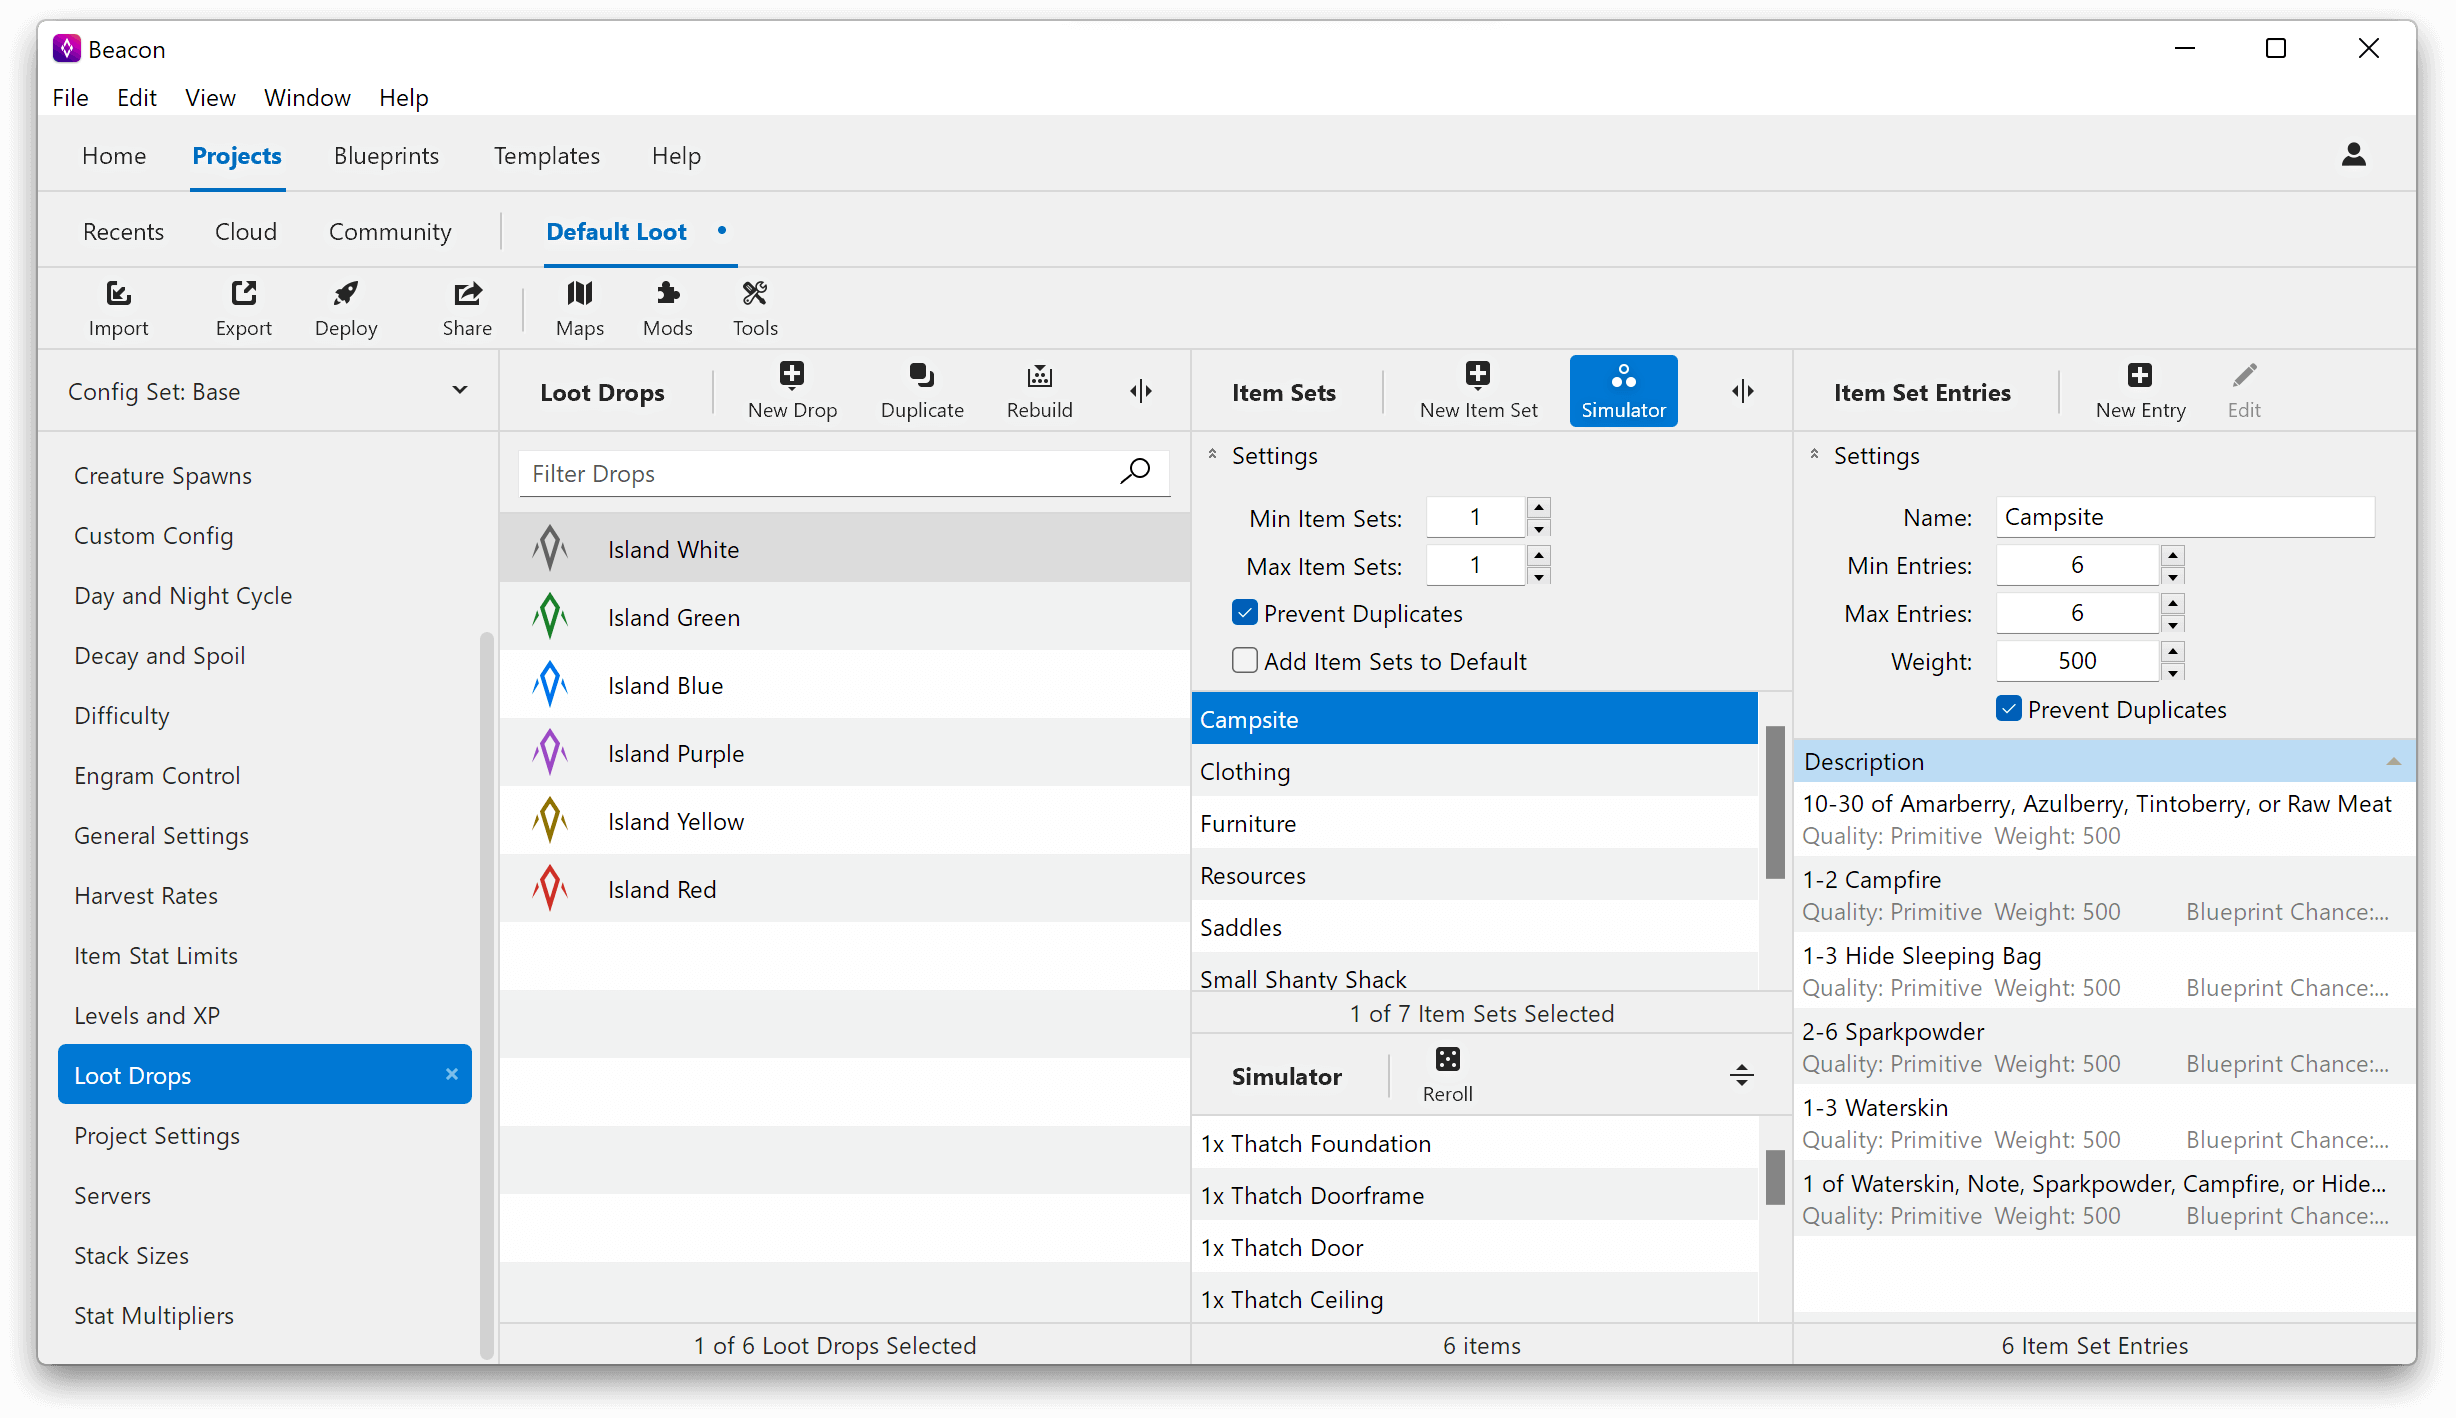 Beacon
File Edit View Window Help
Home Projects Blueprints Templates Help
Recents Cloud Community Default Loot •
Import Export Deploy Share Maps Mods Tools
Config Set: Base
Creature Spawns
Custom Config
Day and Night Cycle
Decay and Spoil
Difficulty
Engram Control
General Settings
Harvest Rates
Item Stat Limits
Levels and XP
Loot Drops
Project Settings
Servers
Stack Sizes
Stat Multipliers
Loot Drops New Drop Duplicate Rebuild
Filter Drops
Island White
Island Green
Island Blue
Island Purple
Island Yellow
Island Red
1 of 6 Loot Drops Selected
Item Sets New Item Set Simulator
Settings
Min Item Sets: 1
Max Item Sets: 1
Prevent Duplicates
Add Item Sets to Default
Campsite
Clothing
Furniture
Resources
Saddles
Small Shanty Shack
1 of 7 Item Sets Selected
Simulator Reroll
1x Thatch Foundation
1x Thatch Doorframe
1x Thatch Door
1x Thatch Ceiling
6 items
Item Set Entries New Entry Edit
Settings
Name: Campsite
Min Entries: 6
Max Entries: 6
Weight: 500
Prevent Duplicates
Description
10-30 of Amarberry, Azulberry, Tintoberry, or Raw Meat
Quality: Primitive Weight: 500
1-2 Campfire
Quality: Primitive Weight: 500 Blueprint Chance:...
1-3 Hide Sleeping Bag
Quality: Primitive Weight: 500 Blueprint Chance:...
2-6 Sparkpowder
Quality: Primitive Weight: 500 Blueprint Chance:...
1-3 Waterskin
Quality: Primitive Weight: 500 Blueprint Chance:...
1 of Waterskin, Note, Sparkpowder, Campfire, or Hide...
Quality: Primitive Weight: 500 Blueprint Chance:...
6 Item Set Entries